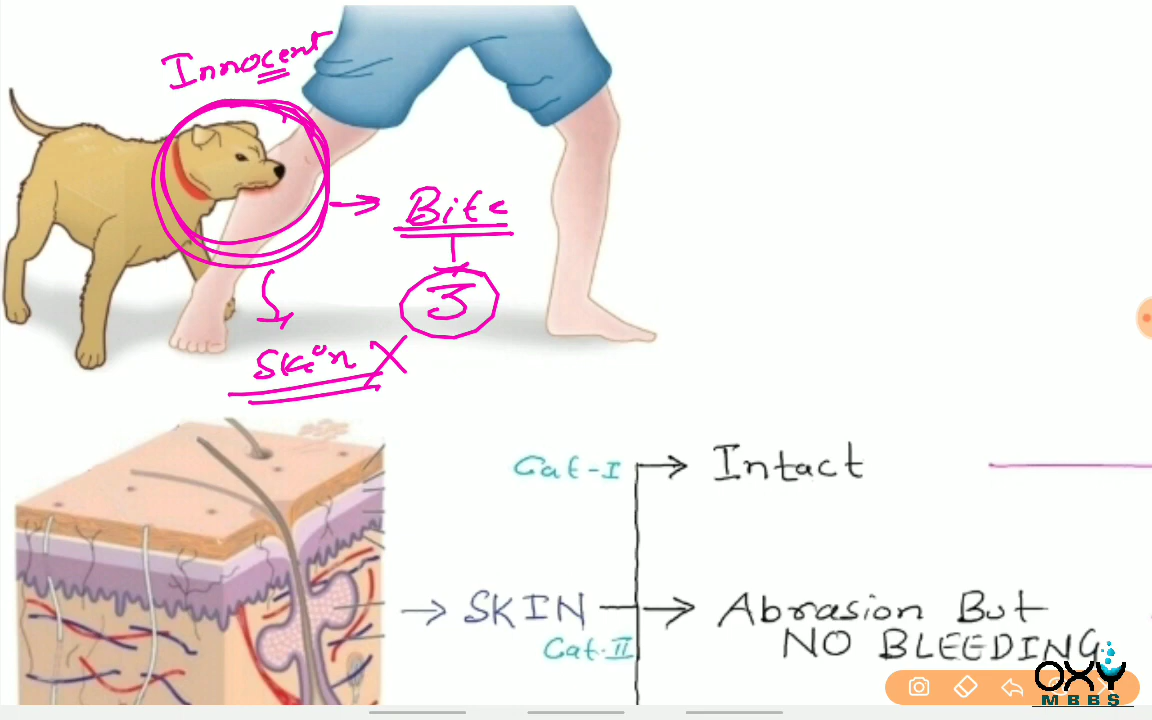 Innocent
Bite
3
Skin X
Cat-I
Intact
SKIN
Abrasion But
NO BLEEDING
Cat-II
OXY
MBBS